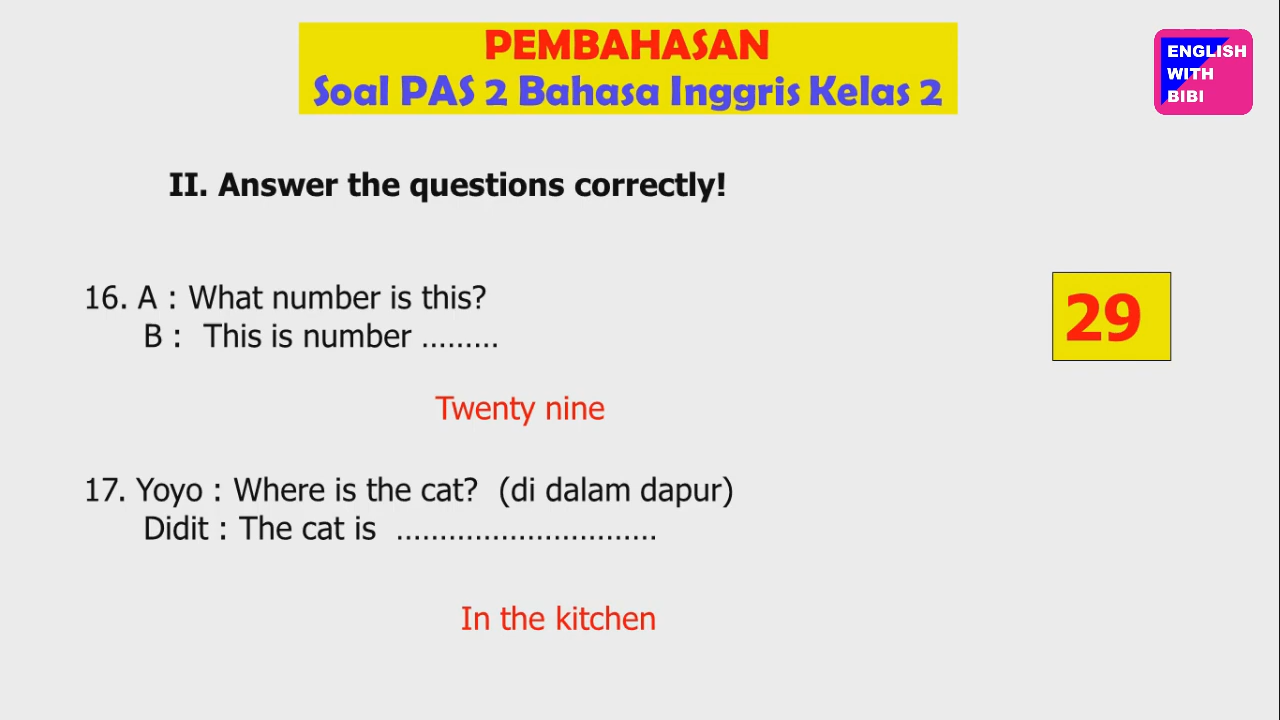 PEMBAHASAN
Soal PAS 2 Bahasa Inggris Kelas 2
ENGLISH
WITH
BIBI
II. Answer the questions correctly!
16. A : What number is this?
B : This is number .........
29
Twenty nine
17. Yoyo : Where is the cat? (di dalam dapur)
Didit : The cat is ..............................
In the kitchen